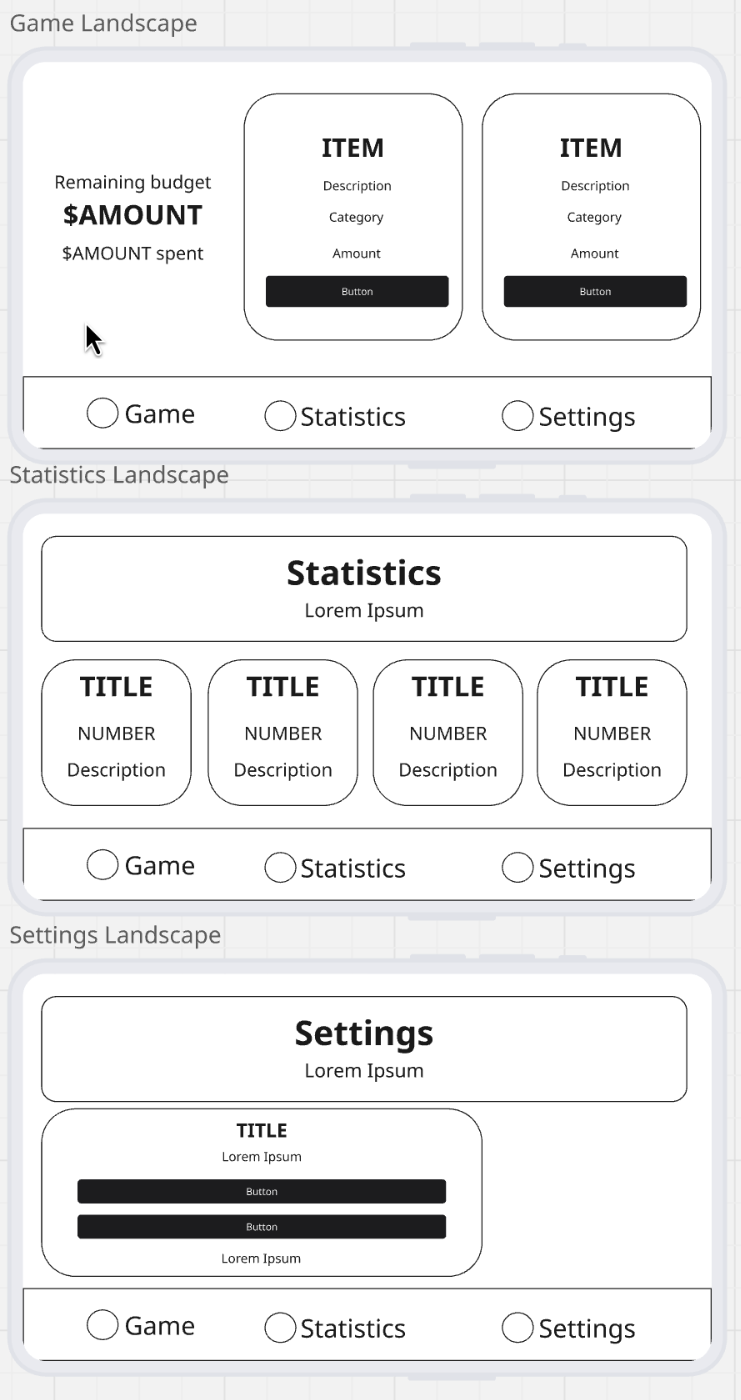 Game Landscape
Remaining budget
$AMOUNT
$AMOUNT spent
ITEM
Description
Category
Amount
Button
ITEM
Description
Category
Amount
Button
Game
Statistics
Settings
Statistics Landscape
Statistics
Lorem Ipsum
TITLE
NUMBER
Description
TITLE
NUMBER
Description
TITLE
NUMBER
Description
TITLE
NUMBER
Description
Game
Statistics
Settings
Settings Landscape
Settings
Lorem Ipsum
TITLE
Lorem Ipsum
Button
Button
Lorem Ipsum
Game
Statistics
Settings